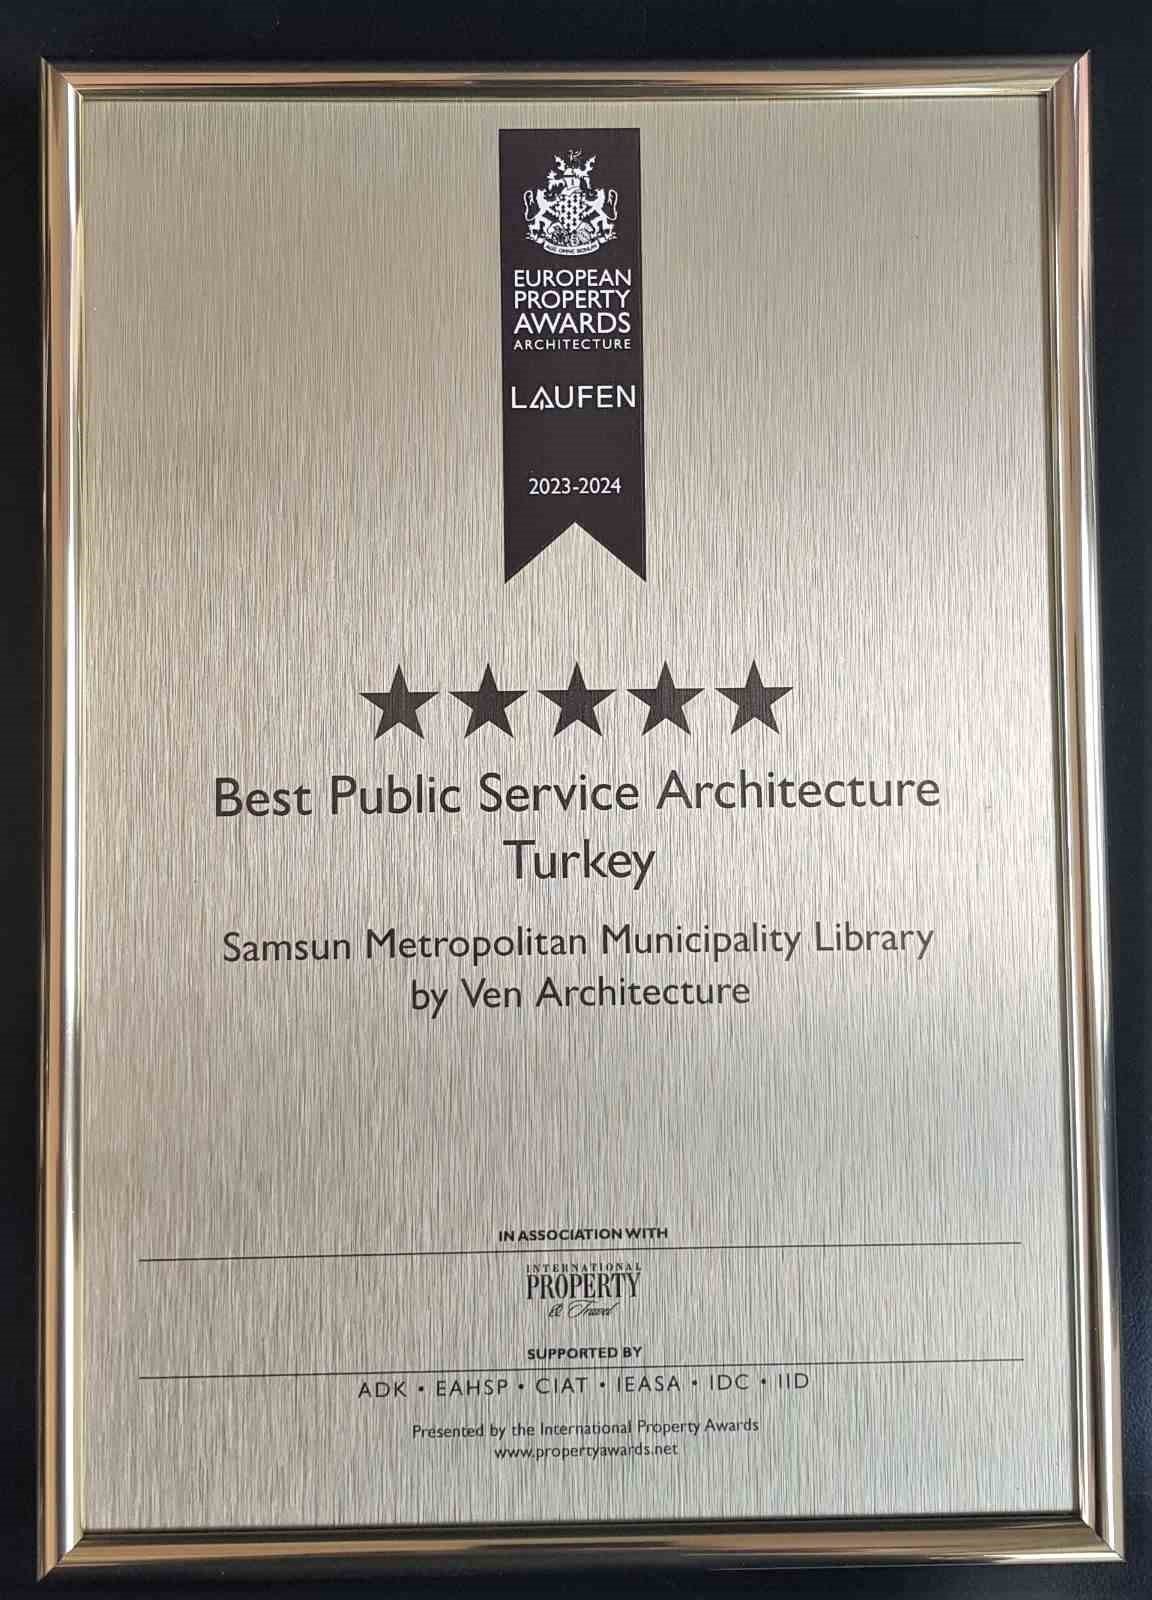 EUROPEAN
PROPERTY
AWARDS
ARCHITECTURE
LAUFEN
2023-2024
Best Public Service Architecture
Turkey
Samsun Metropolitan Municipality Library
by Ven Architecture
IN ASSOCIATION WITH
INTERNATIONAL
PROPERTY
& Travel
SUPPORTED BY
ADK • EAHSP • CIAT • IEASA • IDC • IID
Presented by the International Property Awards
www.propertyawards.net